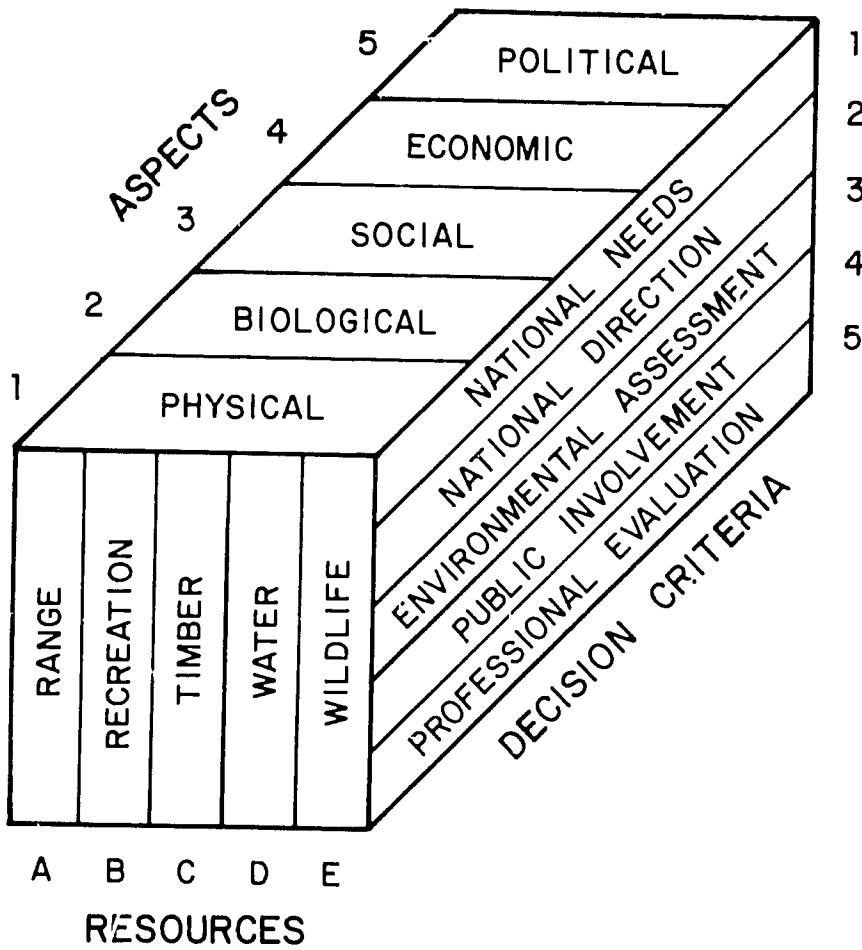 ASPECTS
5 POLITICAL
4 ECONOMIC
3 SOCIAL
2 BIOLOGICAL
1 PHYSICAL
1 NATIONAL NEEDS
2 NATIONAL DIRECTION
3 ENVIRONMENTAL ASSESSMENT
4 PUBLIC INVOLVEMENT
5 PROFESSIONAL EVALUATION
DECISION CRITERIA
RANGE
RECREATION
TIMBER
WATER
WILDLIFE
A B C D E
RESOURCES